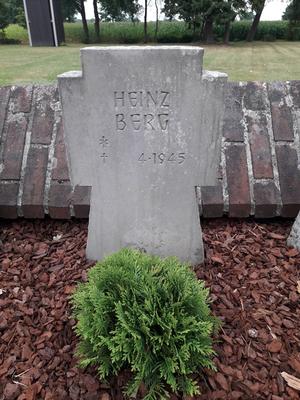 HEINZ
BERG
*
† 4.1945